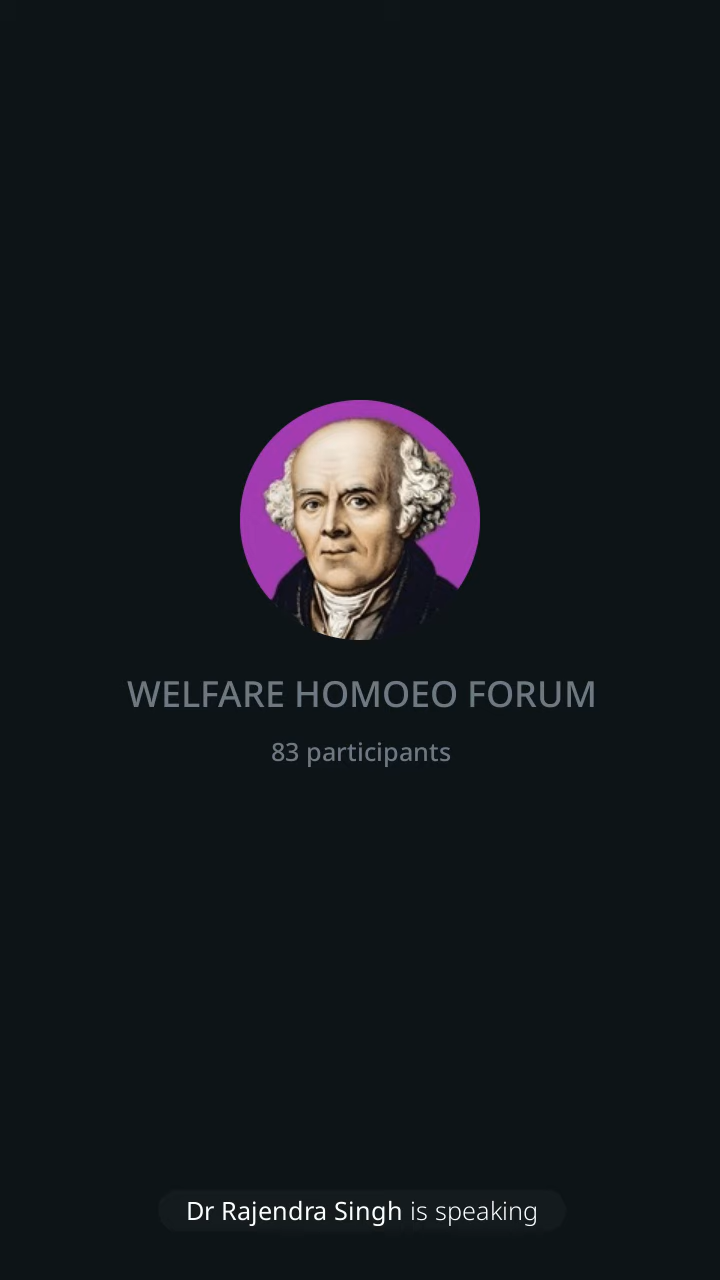 WELFARE HOMOEO FORUM
83 participants
Dr Rajendra Singh is speaking